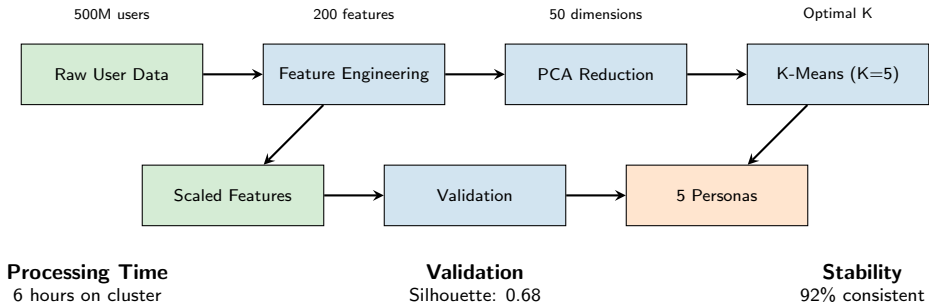 500M users
200 features
50 dimensions
Optimal K
Raw User Data
Feature Engineering
PCA Reduction
K-Means (K=5)
Scaled Features
Validation
5 Personas
Processing Time
6 hours on cluster
Validation
Silhouette: 0.68
Stability
92% consistent